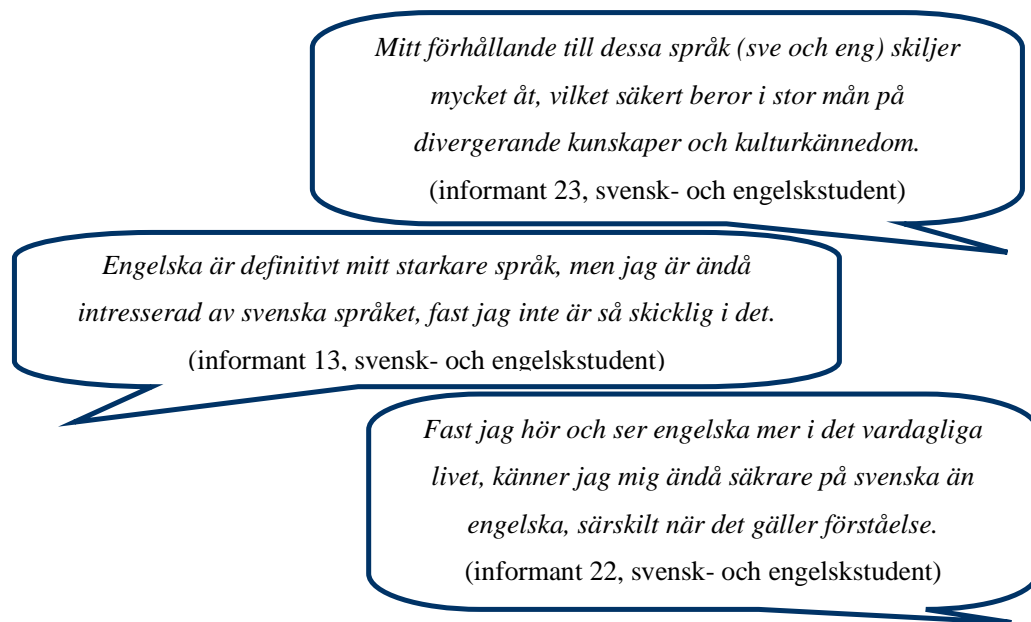 Mitt förhållande till dessa språk (sve och eng) skiljer
mycket åt, vilket säkert beror i stor mån på
divergerande kunskaper och kulturkännedom.
(informant 23, svensk- och engelskstudent)
Engelska är definitivt mitt starkare språk, men jag är ändå
intresserad av svenska språket, fast jag inte är så skicklig i det.
(informant 13, svensk- och engelskstudent)
Fast jag hör och ser engelska mer i det vardagliga
livet, känner jag mig ändå säkrare på svenska än
engelska, särskilt när det gäller förståelse.
(informant 22, svensk- och engelskstudent)